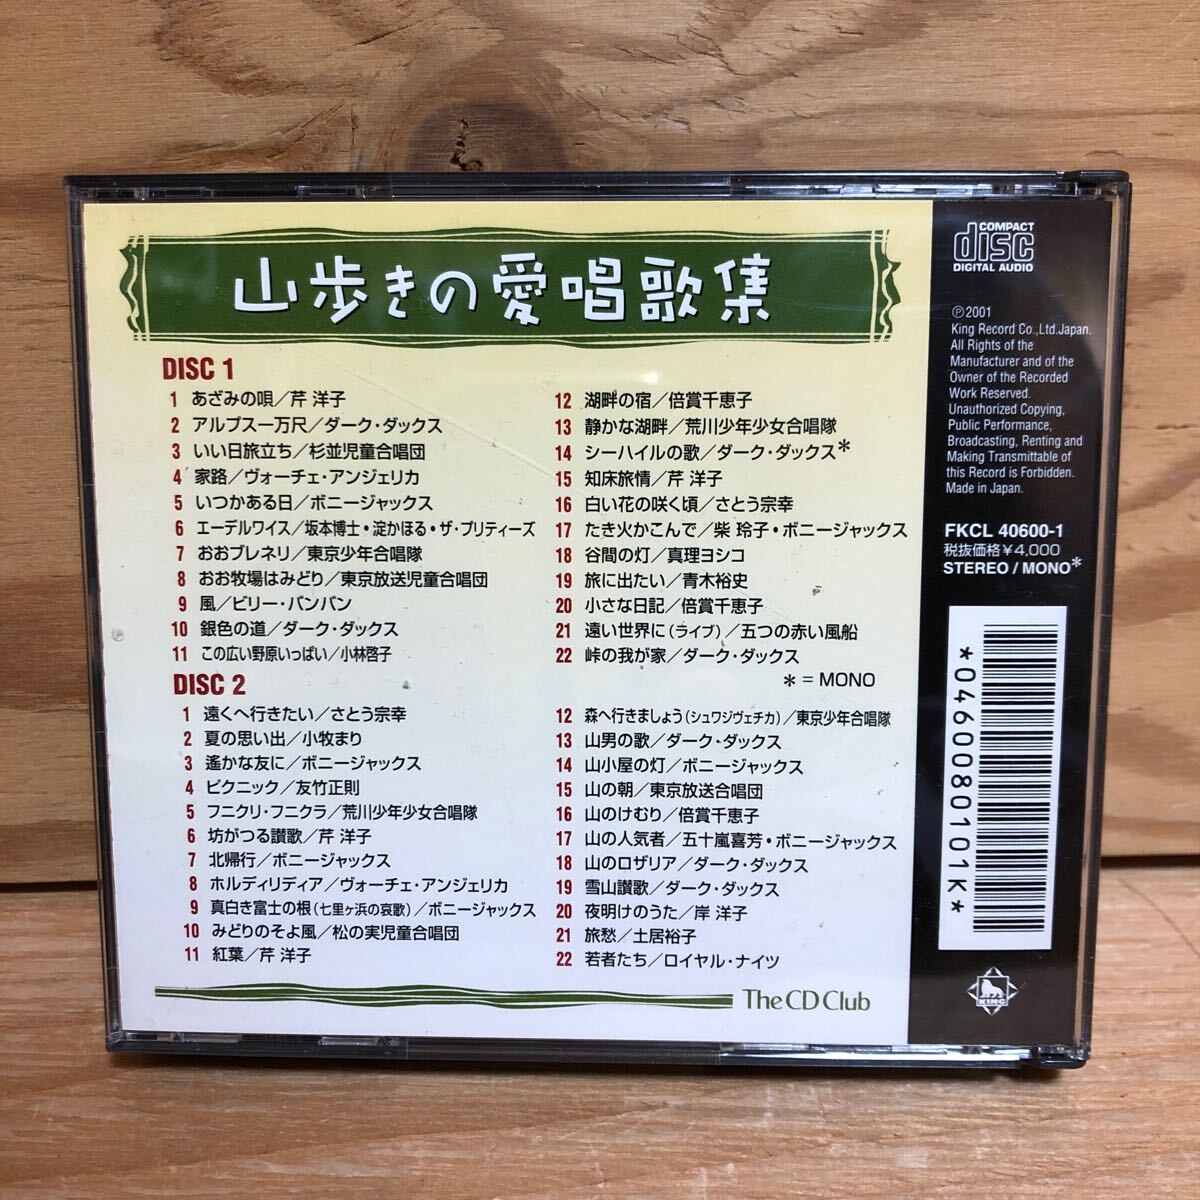 山歩きの愛唱歌集
DISC 1
1 あざみの唄／芹 洋子
2 アルプス一万尺／ダーク・ダックス
3 いい日旅立ち／杉並児童合唱団
4 家路／ヴォーチェ・アンジェリカ
5 いつかある日／ボニージャックス
6 エーデルワイス／坂本博士・淀かほる・ザ・プリティーズ
7 おおブレネリ／東京少年合唱隊
8 おお牧場はみどり／東京放送児童合唱団
9 風／ビリー・バンバン
10 銀色の道／ダーク・ダックス
11 この広い野原いっぱい／小林啓子
12 湖畔の宿／倍賞千恵子
13 静かな湖畔／荒川少年少女合唱隊
14 シーハイルの歌／ダーク・ダックス*
15 知床旅情／芹 洋子
16 白い花の咲く頃／さとう宗幸
17 たき火かこんで／柴 玲子・ボニージャックス
18 谷間の灯／真理ヨシコ
19 旅に出たい／青木裕史
20 小さな日記／倍賞千恵子
21 遠い世界に(ライブ)／五つの赤い風船
22 峠の我が家／ダーク・ダックス
* = MONO
DISC 2
1 遠くへ行きたい／さとう宗幸
2 夏の思い出／小牧まり
3 遙かな友に／ボニージャックス
4 ピクニック／友竹正則
5 フニクリ・フニクラ／荒川少年少女合唱隊
6 坊がつる讃歌／芹 洋子
7 北帰行／ボニージャックス
8 ホルディリディア／ヴォーチェ・アンジェリカ
9 真白き富士の根(七里ヶ浜の哀歌)／ボニージャックス
10 みどりのそよ風／松の実児童合唱団
11 紅葉／芹 洋子
12 森へ行きましょう(シュワジヴェチカ)／東京少年合唱隊
13 山男の歌／ダーク・ダックス
14 山小屋の灯／ボニージャックス
15 山の朝／東京放送合唱団
16 山のけむり／倍賞千恵子
17 山の人気者／五十嵐喜芳・ボニージャックス
18 山のロザリア／ダーク・ダックス
19 雪山讃歌／ダーク・ダックス
20 夜明けのうた／岸 洋子
21 旅愁／土居裕子
22 若者たち／ロイヤル・ナイツ
The CD Club
COMPACT
disc
DIGITAL AUDIO
℗2001
King Record Co.,Ltd.Japan.
All Rights of the
Manufacturer and of the
Owner of the Recorded
Work Reserved.
Unauthorized Copying,
Public Performance,
Broadcasting, Renting and
Making Transmittable of
this Record is Forbidden.
Made in Japan.
FKCL 40600-1
税抜価格¥4,000
STEREO / MONO*
*0460080101K*
KING